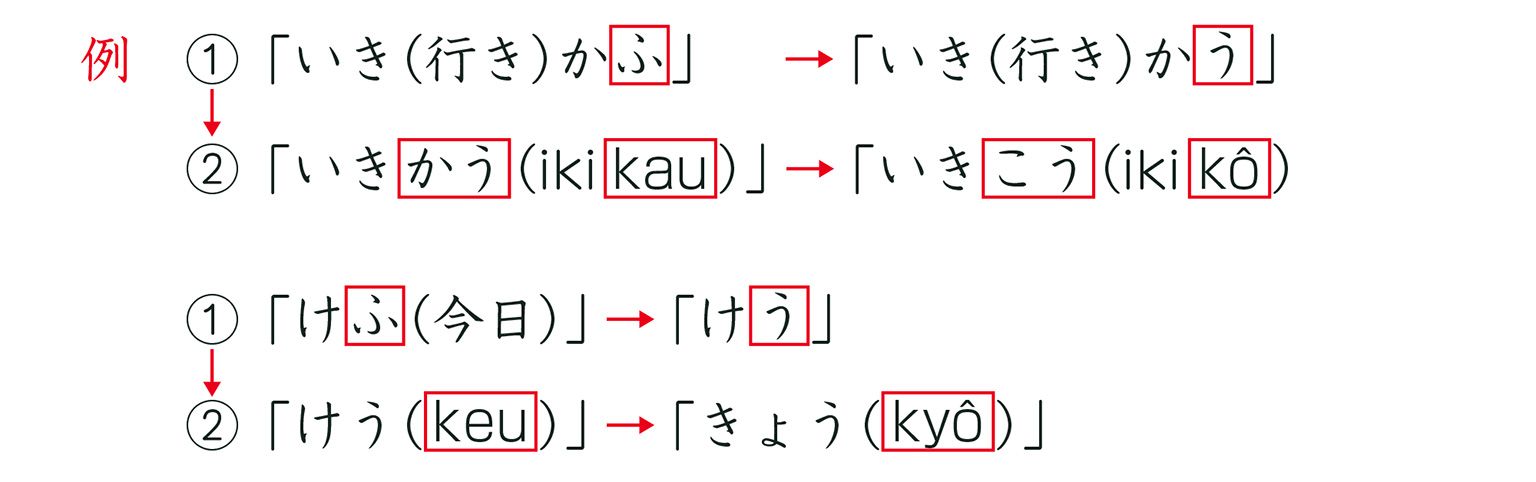 例 ①「いき(行き)かふ」 →「いき(行き)かう」
↓
②「いきかう(iki kau)」→「いきこう(iki kô)
①「けふ(今日)」→「けう」
↓
②「けう(keu)」→「きょう(kyô)」